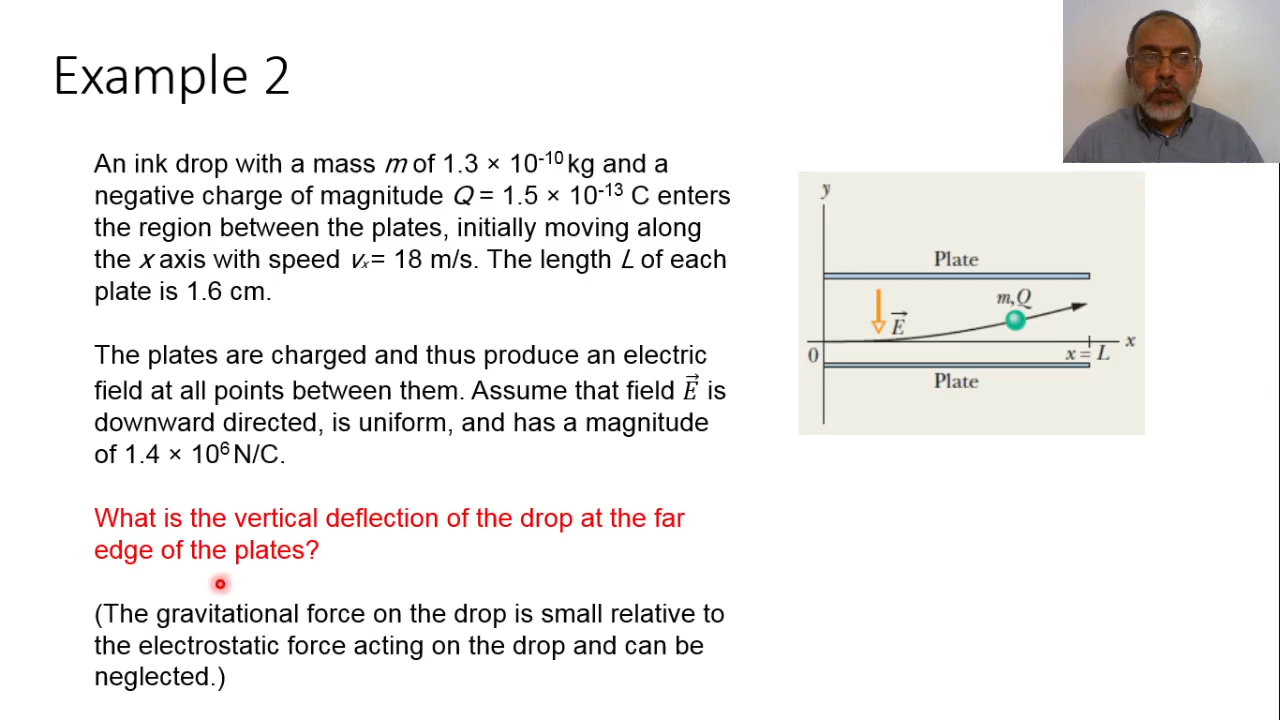 Example 2
An ink drop with a mass m of 1.3 × 10⁻¹⁰ kg and a
negative charge of magnitude Q = 1.5 × 10⁻¹³ C enters
the region between the plates, initially moving along
the x axis with speed vₓ= 18 m/s. The length L of each
plate is 1.6 cm.
The plates are charged and thus produce an electric
field at all points between them. Assume that field E⃗ is
downward directed, is uniform, and has a magnitude
of 1.4 × 10⁶ N/C.
What is the vertical deflection of the drop at the far
edge of the plates?
(The gravitational force on the drop is small relative to
the electrostatic force acting on the drop and can be
neglected.)
y
Plate
m,Q
E⃗
x
0
x = L
Plate